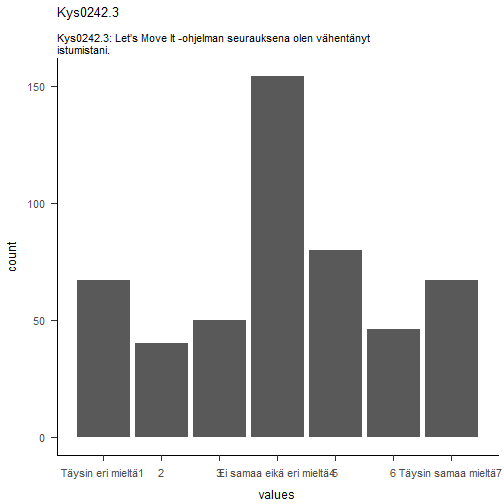 Kys0242.3
Kys0242.3: Let's Move It -ohjelman seurauksena olen vähentänyt
istumistani.
150
100
50
0
count
Täysin eri mieltä1 2 3 Ei samaa eikä eri mieltä4 5 6 Täysin samaa mieltä7
values